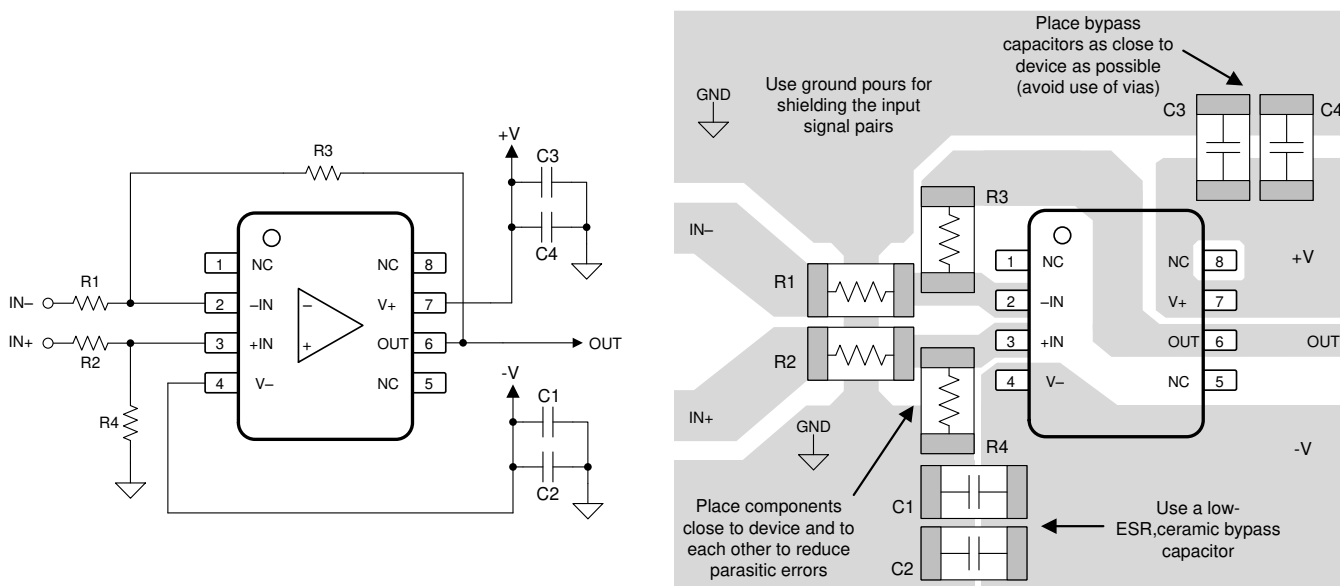 R3
+V
C3
C4
1
NC
NC
8
IN–
R1
2
–IN
–
V+
7
IN+
R2
3
+IN
+
OUT
6
OUT
4
V–
NC
5
R4
-V
C1
C2
Place bypass
capacitors as close to
device as possible
(avoid use of vias)
Use ground pours for
shielding the input
signal pairs
GND
C3
C4
R3
IN–
1
NC
NC
8
+V
R1
2
–IN
V+
7
R2
3
+IN
OUT
6
OUT
4
V–
NC
5
IN+
GND
R4
-V
Place components
close to device and to
each other to reduce
parasitic errors
C1
C2
Use a low-
ESR,ceramic bypass
capacitor